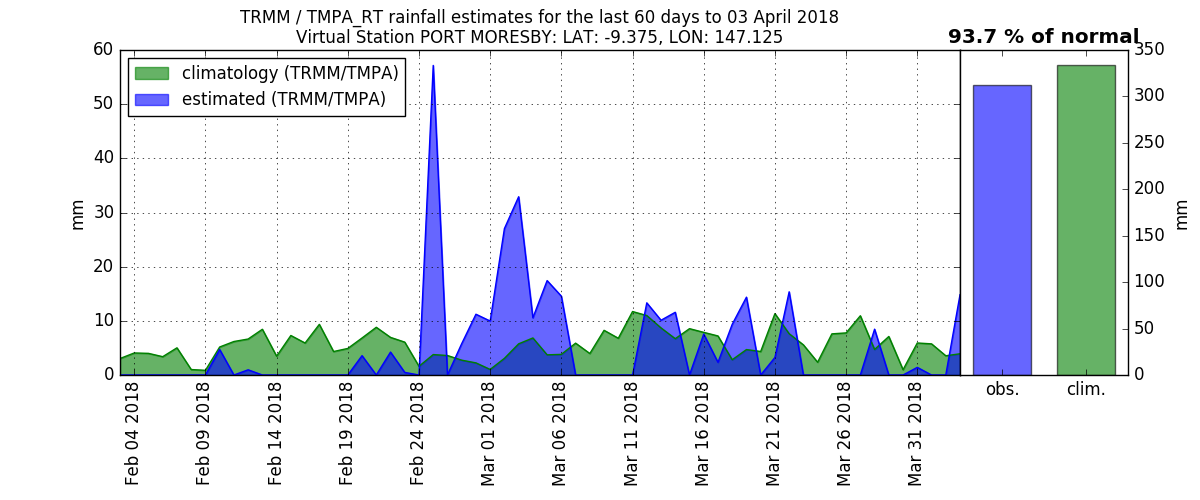 TRMM / TMPA_RT rainfall estimates for the last 60 days to 03 April 2018
Virtual Station PORT MORESBY: LAT: -9.375, LON: 147.125
93.7 % of normal
climatology (TRMM/TMPA)
estimated (TRMM/TMPA)
mm
60
50
40
30
20
10
0
Feb 04 2018
Feb 09 2018
Feb 14 2018
Feb 19 2018
Feb 24 2018
Mar 01 2018
Mar 06 2018
Mar 11 2018
Mar 16 2018
Mar 21 2018
Mar 26 2018
Mar 31 2018
obs.
clim.
350
300
250
200
150
100
50
0
mm